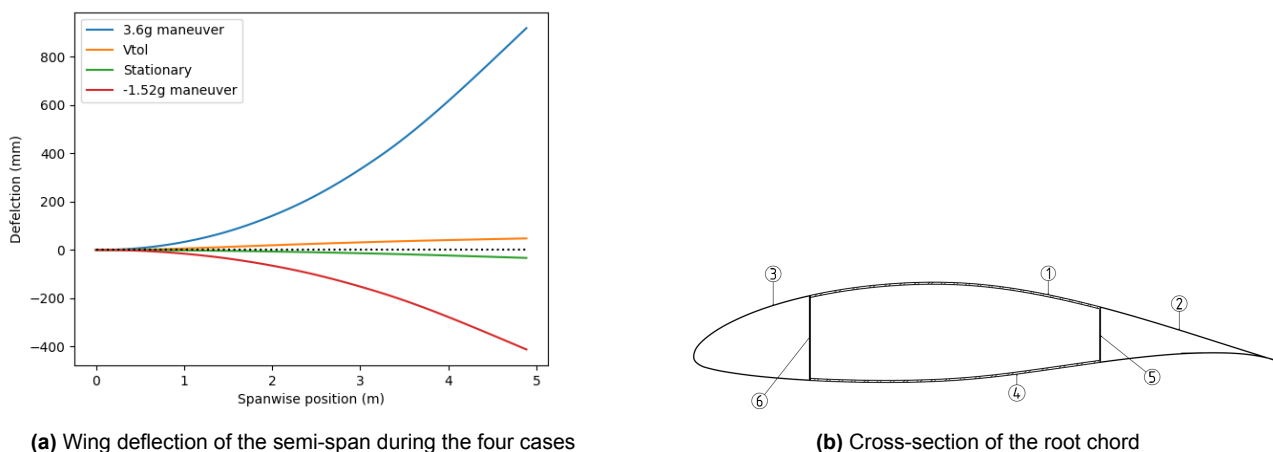 3.6g maneuver
Vtol
Stationary
-1.52g maneuver
800
600
400
200
0
−200
−400
Defelction (mm)
0 1 2 3 4 5
Spanwise position (m)
(a) Wing deflection of the semi-span during the four cases
③ ① ②
⑥ ④ ⑤
(b) Cross-section of the root chord